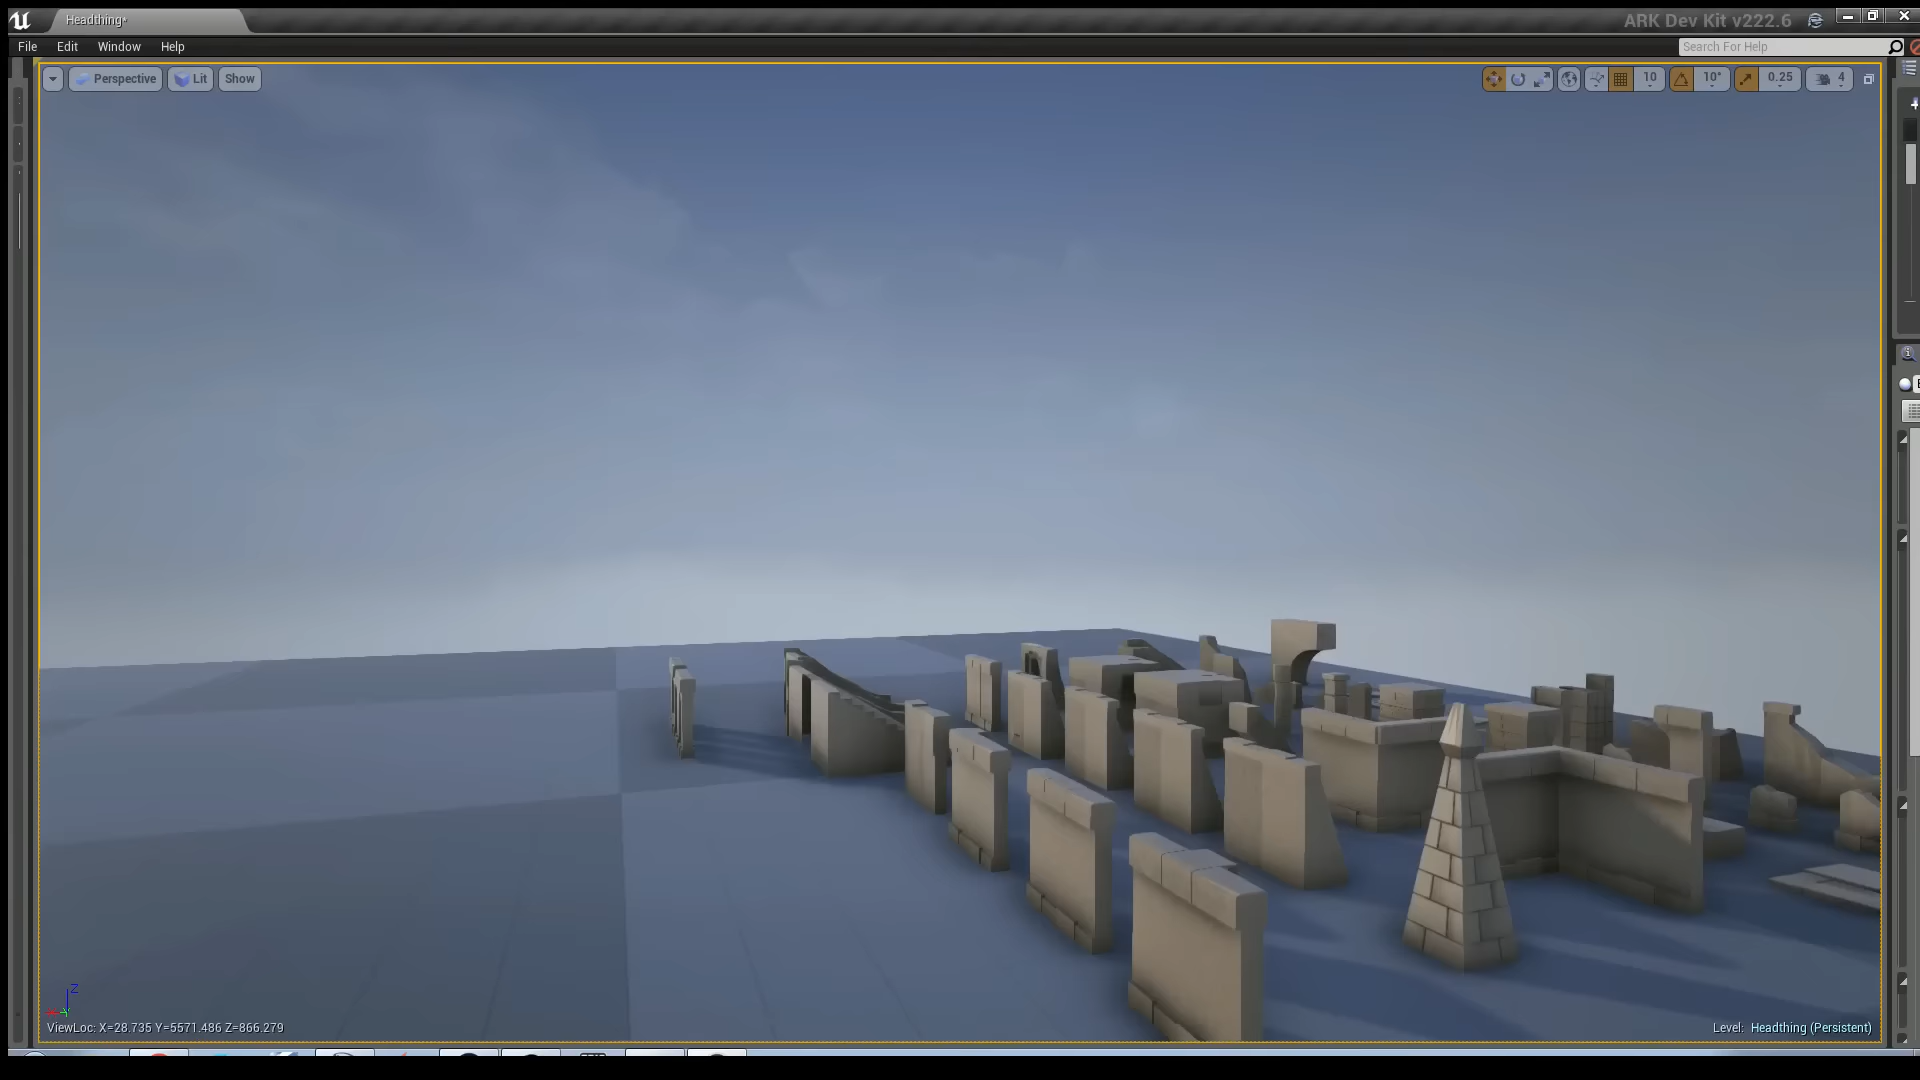 Headthing*
ARK Dev Kit v222.6
File Edit Window Help
Search For Help
Perspective Lit Show
10 10° 0.25 4
Z
ViewLoc: X=28.735 Y=5571.486 Z=866.279
Level: Headthing (Persistent)